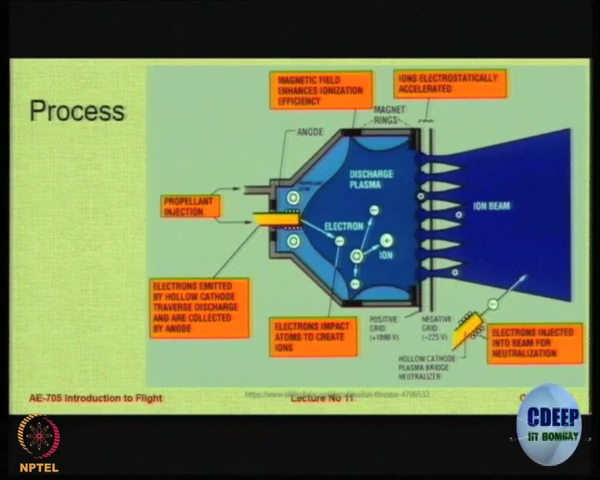 Process
MAGNETIC FIELD
ENHANCES IONIZATION
EFFICIENCY
IONS ELECTROSTATICALLY
ACCELERATED
MAGNET
RINGS
ANODE
DISCHARGE
PLASMA
PROPELLANT
INJECTION
ELECTRON
ION
ION BEAM
ELECTRONS EMITTED
BY HOLLOW CATHODE
TRAVERSE DISCHARGE
AND ARE COLLECTED
BY ANODE
ELECTRONS IMPACT
ATOMS TO CREATE
IONS
POSITIVE
GRID
(+1090 V)
NEGATIVE
GRID
(−225 V)
ELECTRONS INJECTED
INTO BEAM FOR
NEUTRALIZATION
HOLLOW CATHODE
PLASMA BRIDGE
NEUTRALIZER
AE-705 Introduction to Flight
Lecture No 11
CDEEP
IIT BOMBAY
NPTEL